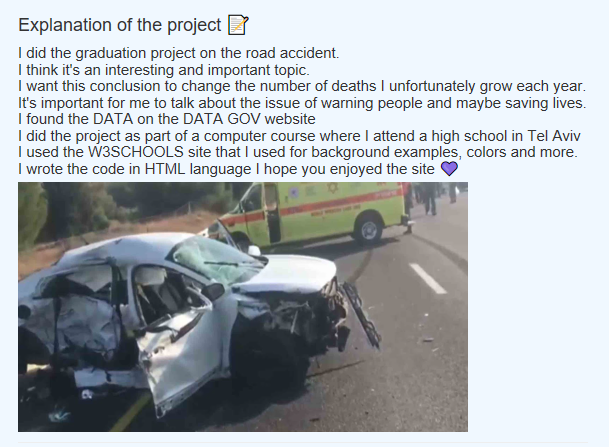 Explanation of the project 📝
I did the graduation project on the road accident.
I think it's an interesting and important topic.
I want this conclusion to change the number of deaths I unfortunately grow each year.
It's important for me to talk about the issue of warning people and maybe saving lives.
I found the DATA on the DATA GOV website
I did the project as part of a computer course where I attend a high school in Tel Aviv
I used the W3SCHOOLS site that I used for background examples, colors and more.
I wrote the code in HTML language I hope you enjoyed the site 💜